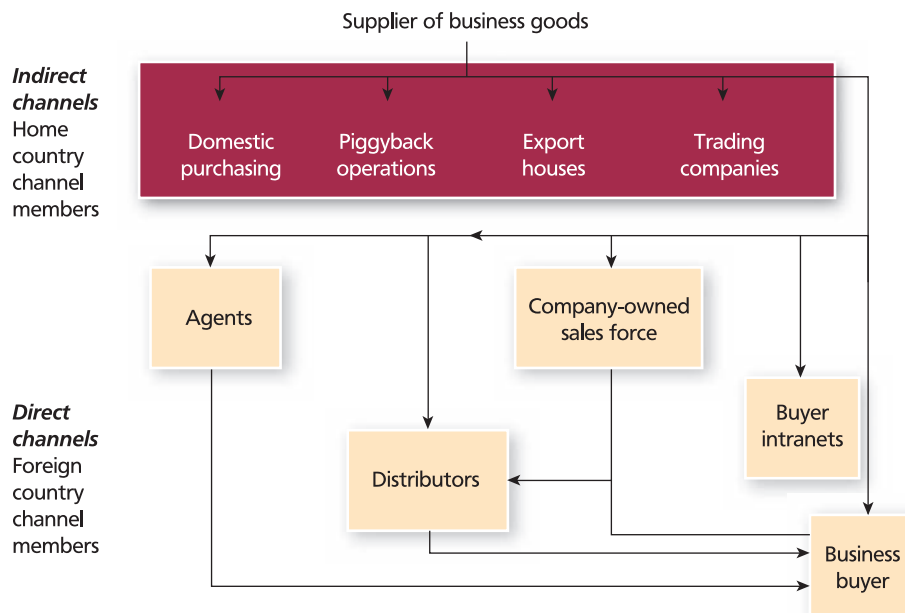 Supplier of business goods
Indirect
channels
Home
country
channel
members
Domestic
purchasing
Piggyback
operations
Export
houses
Trading
companies
Agents
Company-owned
sales force
Buyer
intranets
Direct
channels
Foreign
country
channel
members
Distributors
Business
buyer